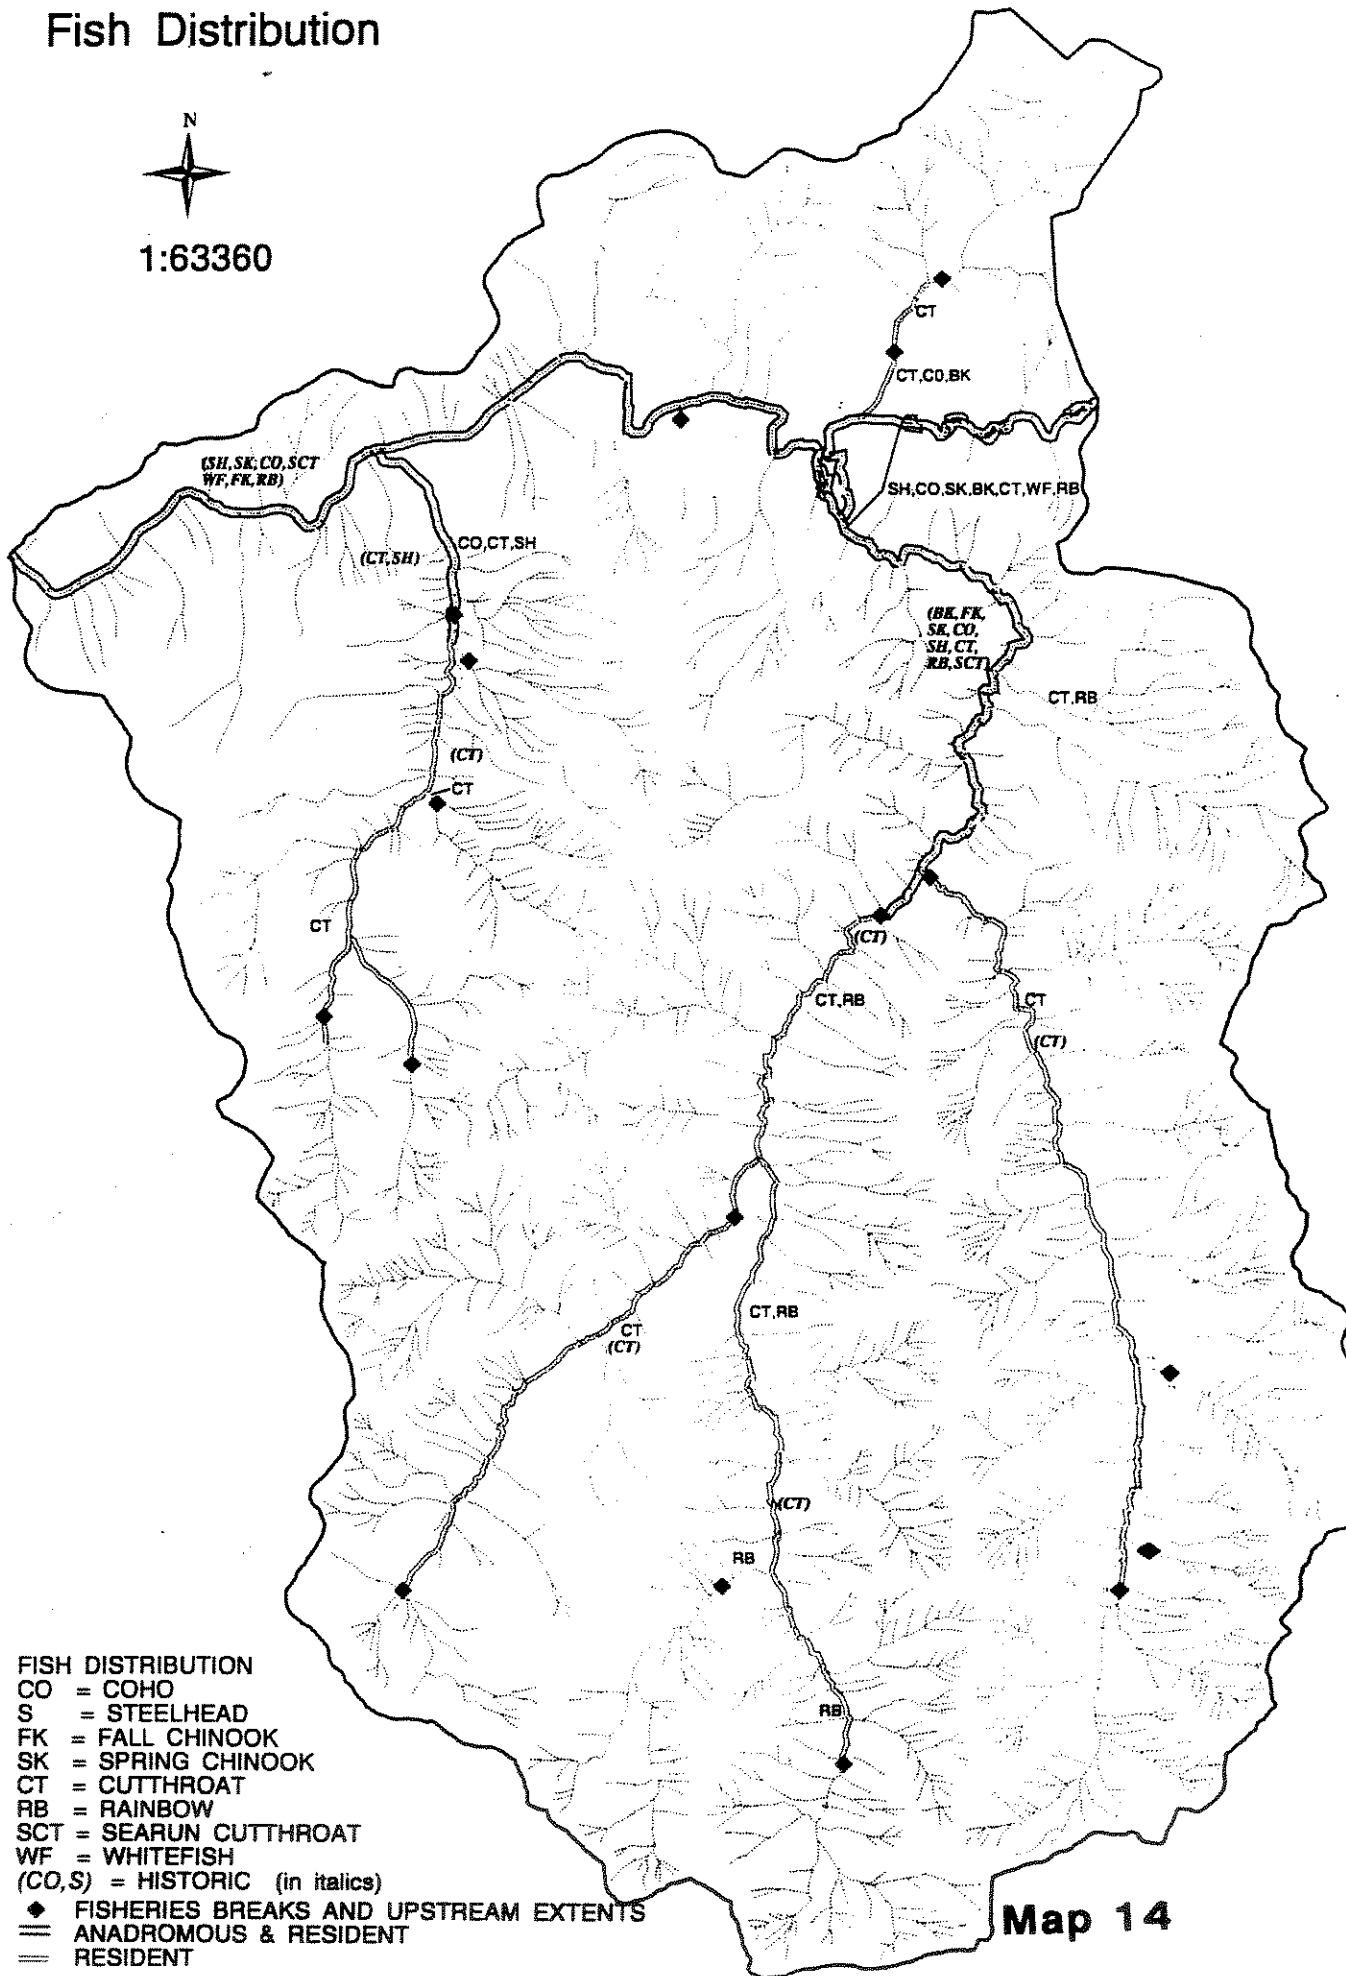 Fish Distribution
N
1:63360
CT
CT,CO,BK
(SH,SK,CO,SCT
WF,FK,RB)
SH,CO,SK,BK,CT,WF,RB
CO,CT,SH
(CT,SH)
(BK,FK,
SK,CO,
SH,CT,
RB,SCT)
CT,RB
(CT)
CT
CT
(CT)
CT,RB
CT
(CT)
CT,RB
CT
(CT)
(CT)
RB
RB
FISH DISTRIBUTION
CO = COHO
S = STEELHEAD
FK = FALL CHINOOK
SK = SPRING CHINOOK
CT = CUTTHROAT
RB = RAINBOW
SCT = SEARUN CUTTHROAT
WF = WHITEFISH
(CO,S) = HISTORIC (in italics)
FISHERIES BREAKS AND UPSTREAM EXTENTS
ANADROMOUS & RESIDENT
RESIDENT
Map 14